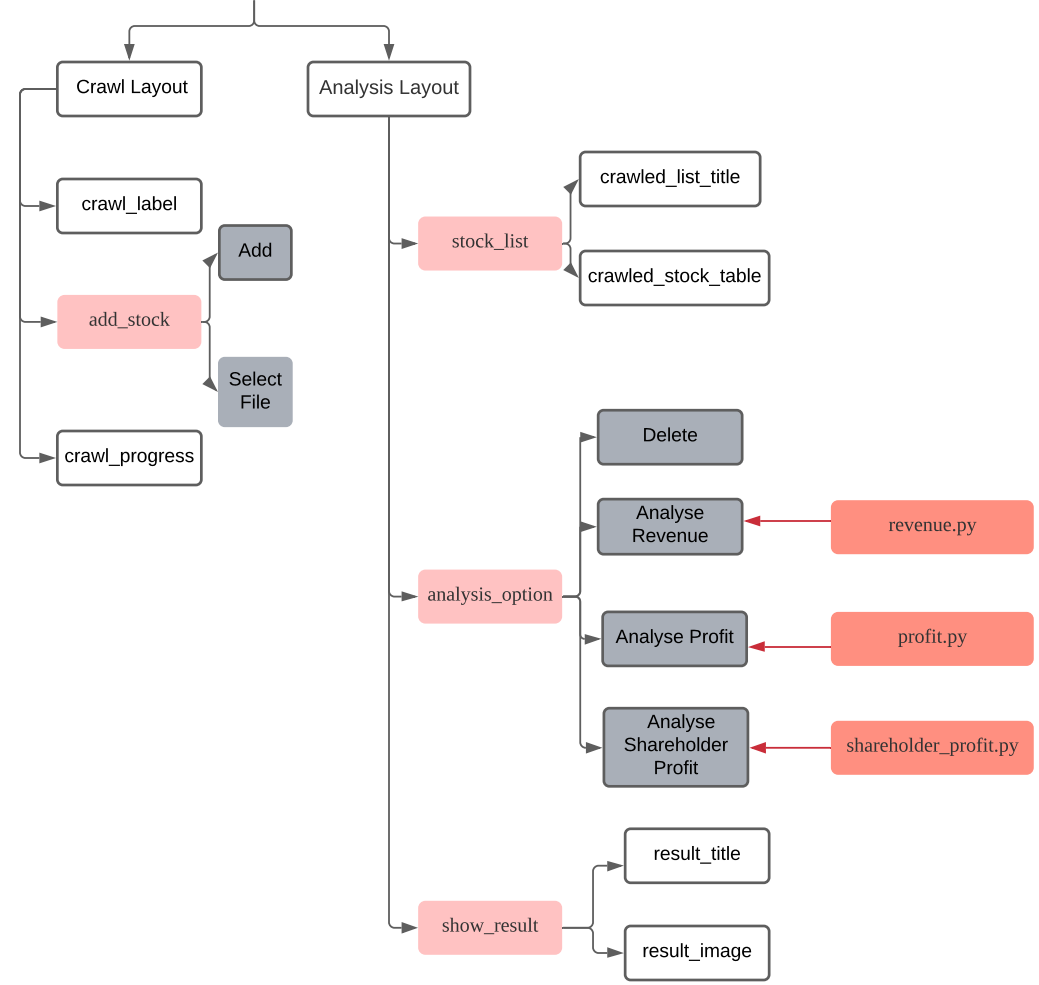 Crawl Layout
Analysis Layout
crawl_label
add_stock
Add
Select
File
crawl_progress
stock_list
crawled_list_title
crawled_stock_table
analysis_option
Delete
Analyse
Revenue
revenue.py
Analyse Profit
profit.py
Analyse
Shareholder
Profit
shareholder_profit.py
show_result
result_title
result_image